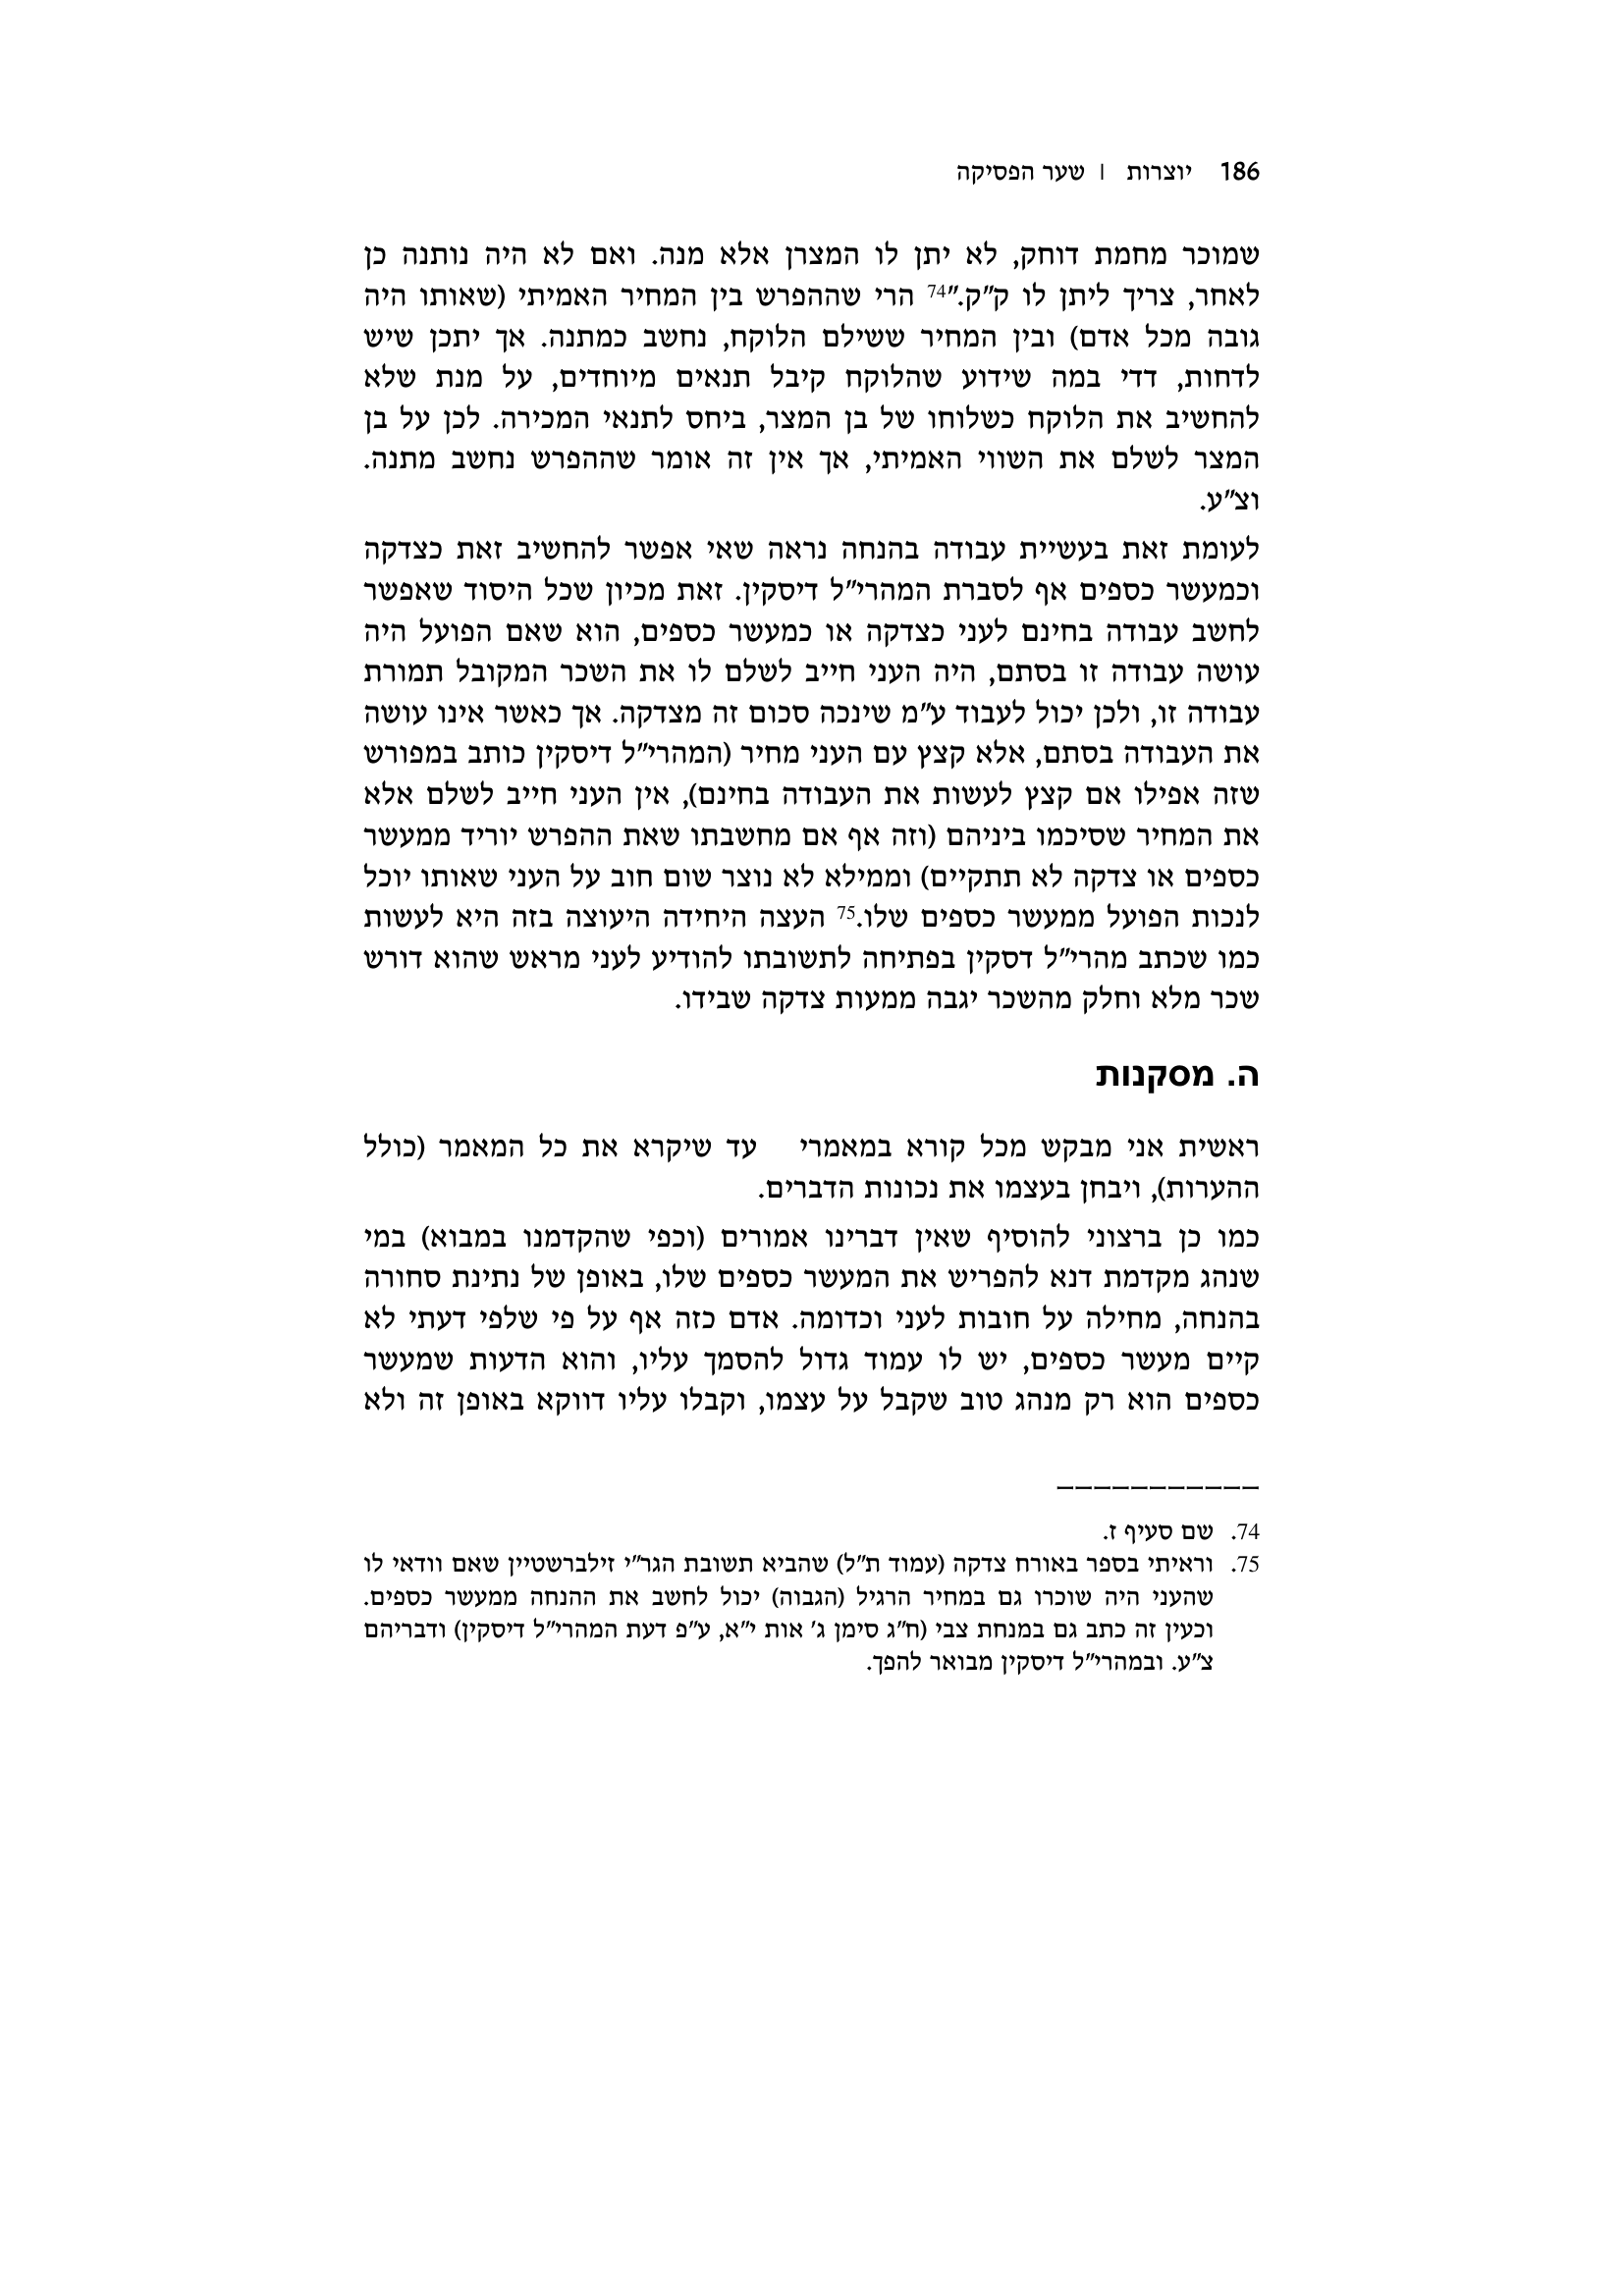 186 יוצרות | שער הפסיקה
שמוכר מחמת דוחק, לא יתן לו המצרן אלא מנה. ואם לא היה נותנה כן
לאחר, צריך ליתן לו ק"ק."74 הרי שההפרש בין המחיר האמיתי (שאותו היה
גובה מכל אדם) ובין המחיר ששילם הלוקח, נחשב כמתנה. אך יתכן שיש
לדחות, דדי במה שידוע שהלוקח קיבל תנאים מיוחדים, על מנת שלא
להחשיב את הלוקח כשלוחו של בן המצר, ביחס לתנאי המכירה. לכן על בן
המצר לשלם את השווי האמיתי, אך אין זה אומר שההפרש נחשב מתנה.
וצ"ע.
לעומת זאת בעשיית עבודה בהנחה נראה שאי אפשר להחשיב זאת כצדקה
וכמעשר כספים אף לסברת המהרי"ל דיסקין. זאת מכיון שכל היסוד שאפשר
לחשב עבודה בחינם לעני כצדקה או כמעשר כספים, הוא שאם הפועל היה
עושה עבודה זו בסתם, היה העני חייב לשלם לו את השכר המקובל תמורת
עבודה זו, ולכן יכול לעבוד ע"מ שינכה סכום זה מצדקה. אך כאשר אינו עושה
את העבודה בסתם, אלא קצץ עם העני מחיר (המהרי"ל דיסקין כותב במפורש
שזה אפילו אם קצץ לעשות את העבודה בחינם), אין העני חייב לשלם אלא
את המחיר שסיכמו ביניהם (וזה אף אם מחשבתו שאת ההפרש יוריד ממעשר
כספים או צדקה לא תתקיים) וממילא לא נוצר שום חוב על העני שאותו יוכל
לנכות הפועל ממעשר כספים שלו.75 העצה היחידה היעוצה בזה היא לעשות
כמו שכתב מהרי"ל דסקין בפתיחה לתשובתו להודיע לעני מראש שהוא דורש
שכר מלא וחלק מהשכר יגבה ממעות צדקה שבידו.
ה. מסקנות
ראשית אני מבקש מכל קורא במאמרי עד שיקרא את כל המאמר (כולל
ההערות), ויבחן בעצמו את נכונות הדברים.
כמו כן ברצוני להוסיף שאין דברינו אמורים (וכפי שהקדמנו במבוא) במי
שנהג מקדמת דנא להפריש את המעשר כספים שלו, באופן של נתינת סחורה
בהנחה, מחילה על חובות לעני וכדומה. אדם כזה אף על פי שלפי דעתי לא
קיים מעשר כספים, יש לו עמוד גדול להסמך עליו, והוא הדעות שמעשר
כספים הוא רק מנהג טוב שקבל על עצמו, וקבלו עליו דווקא באופן זה ולא
74. שם סעיף ז.
75. וראיתי בספר באורח צדקה (עמוד ת"ל) שהביא תשובת הגר"י זילברשטיין שאם וודאי לו
שהעני היה שוכרו גם במחיר הרגיל (הגבוה) יכול לחשב את ההנחה ממעשר כספים.
וכעין זה כתב גם במנחת צבי (ח"ג סימן ג' אות י"א, ע"פ דעת המהרי"ל דיסקין) ודבריהם
צ"ע. ובמהרי"ל דיסקין מבואר להפך.